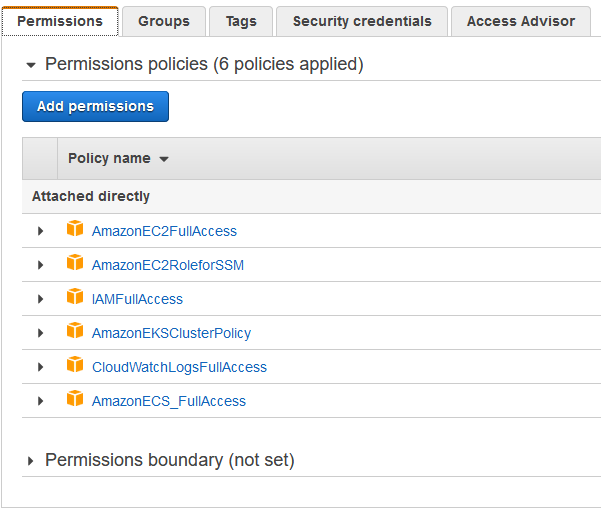 Permissions Groups Tags Security credentials Access Advisor
Permissions policies (6 policies applied)
Add permissions
Policy name
Attached directly
AmazonEC2FullAccess
AmazonEC2RoleforSSM
IAMFullAccess
AmazonEKSClusterPolicy
CloudWatchLogsFullAccess
AmazonECS_FullAccess
Permissions boundary (not set)